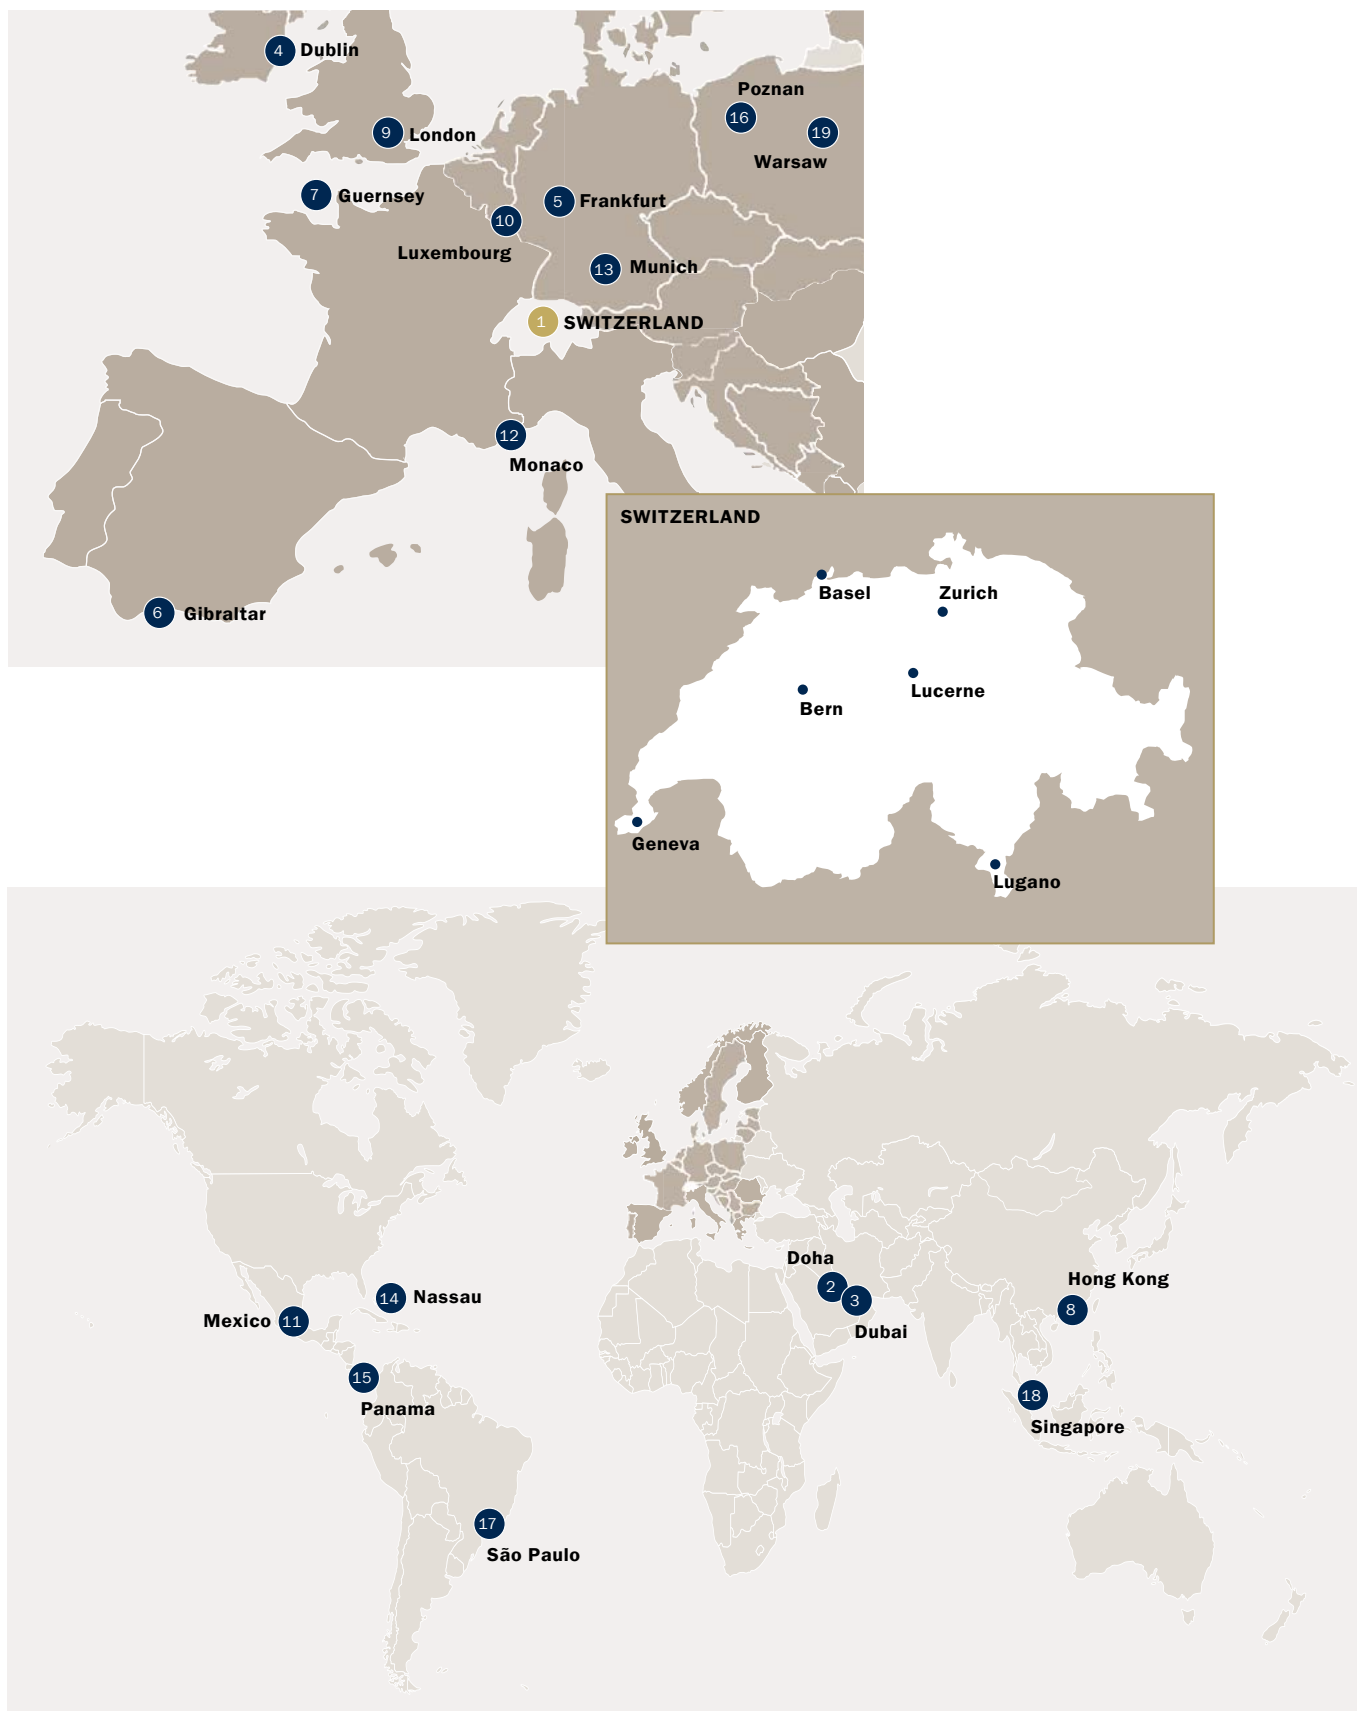 4 Dublin
Poznan
16
19
9 London
Warsaw
7 Guernsey
5 Frankfurt
10
Luxembourg
13 Munich
1 SWITZERLAND
12
Monaco
6 Gibraltar
SWITZERLAND
Basel
Zurich
Lucerne
Bern
Geneva
Lugano
Doha
2
3
Dubai
Hong Kong
8
14 Nassau
Mexico 11
15
Panama
18
Singapore
17
São Paulo